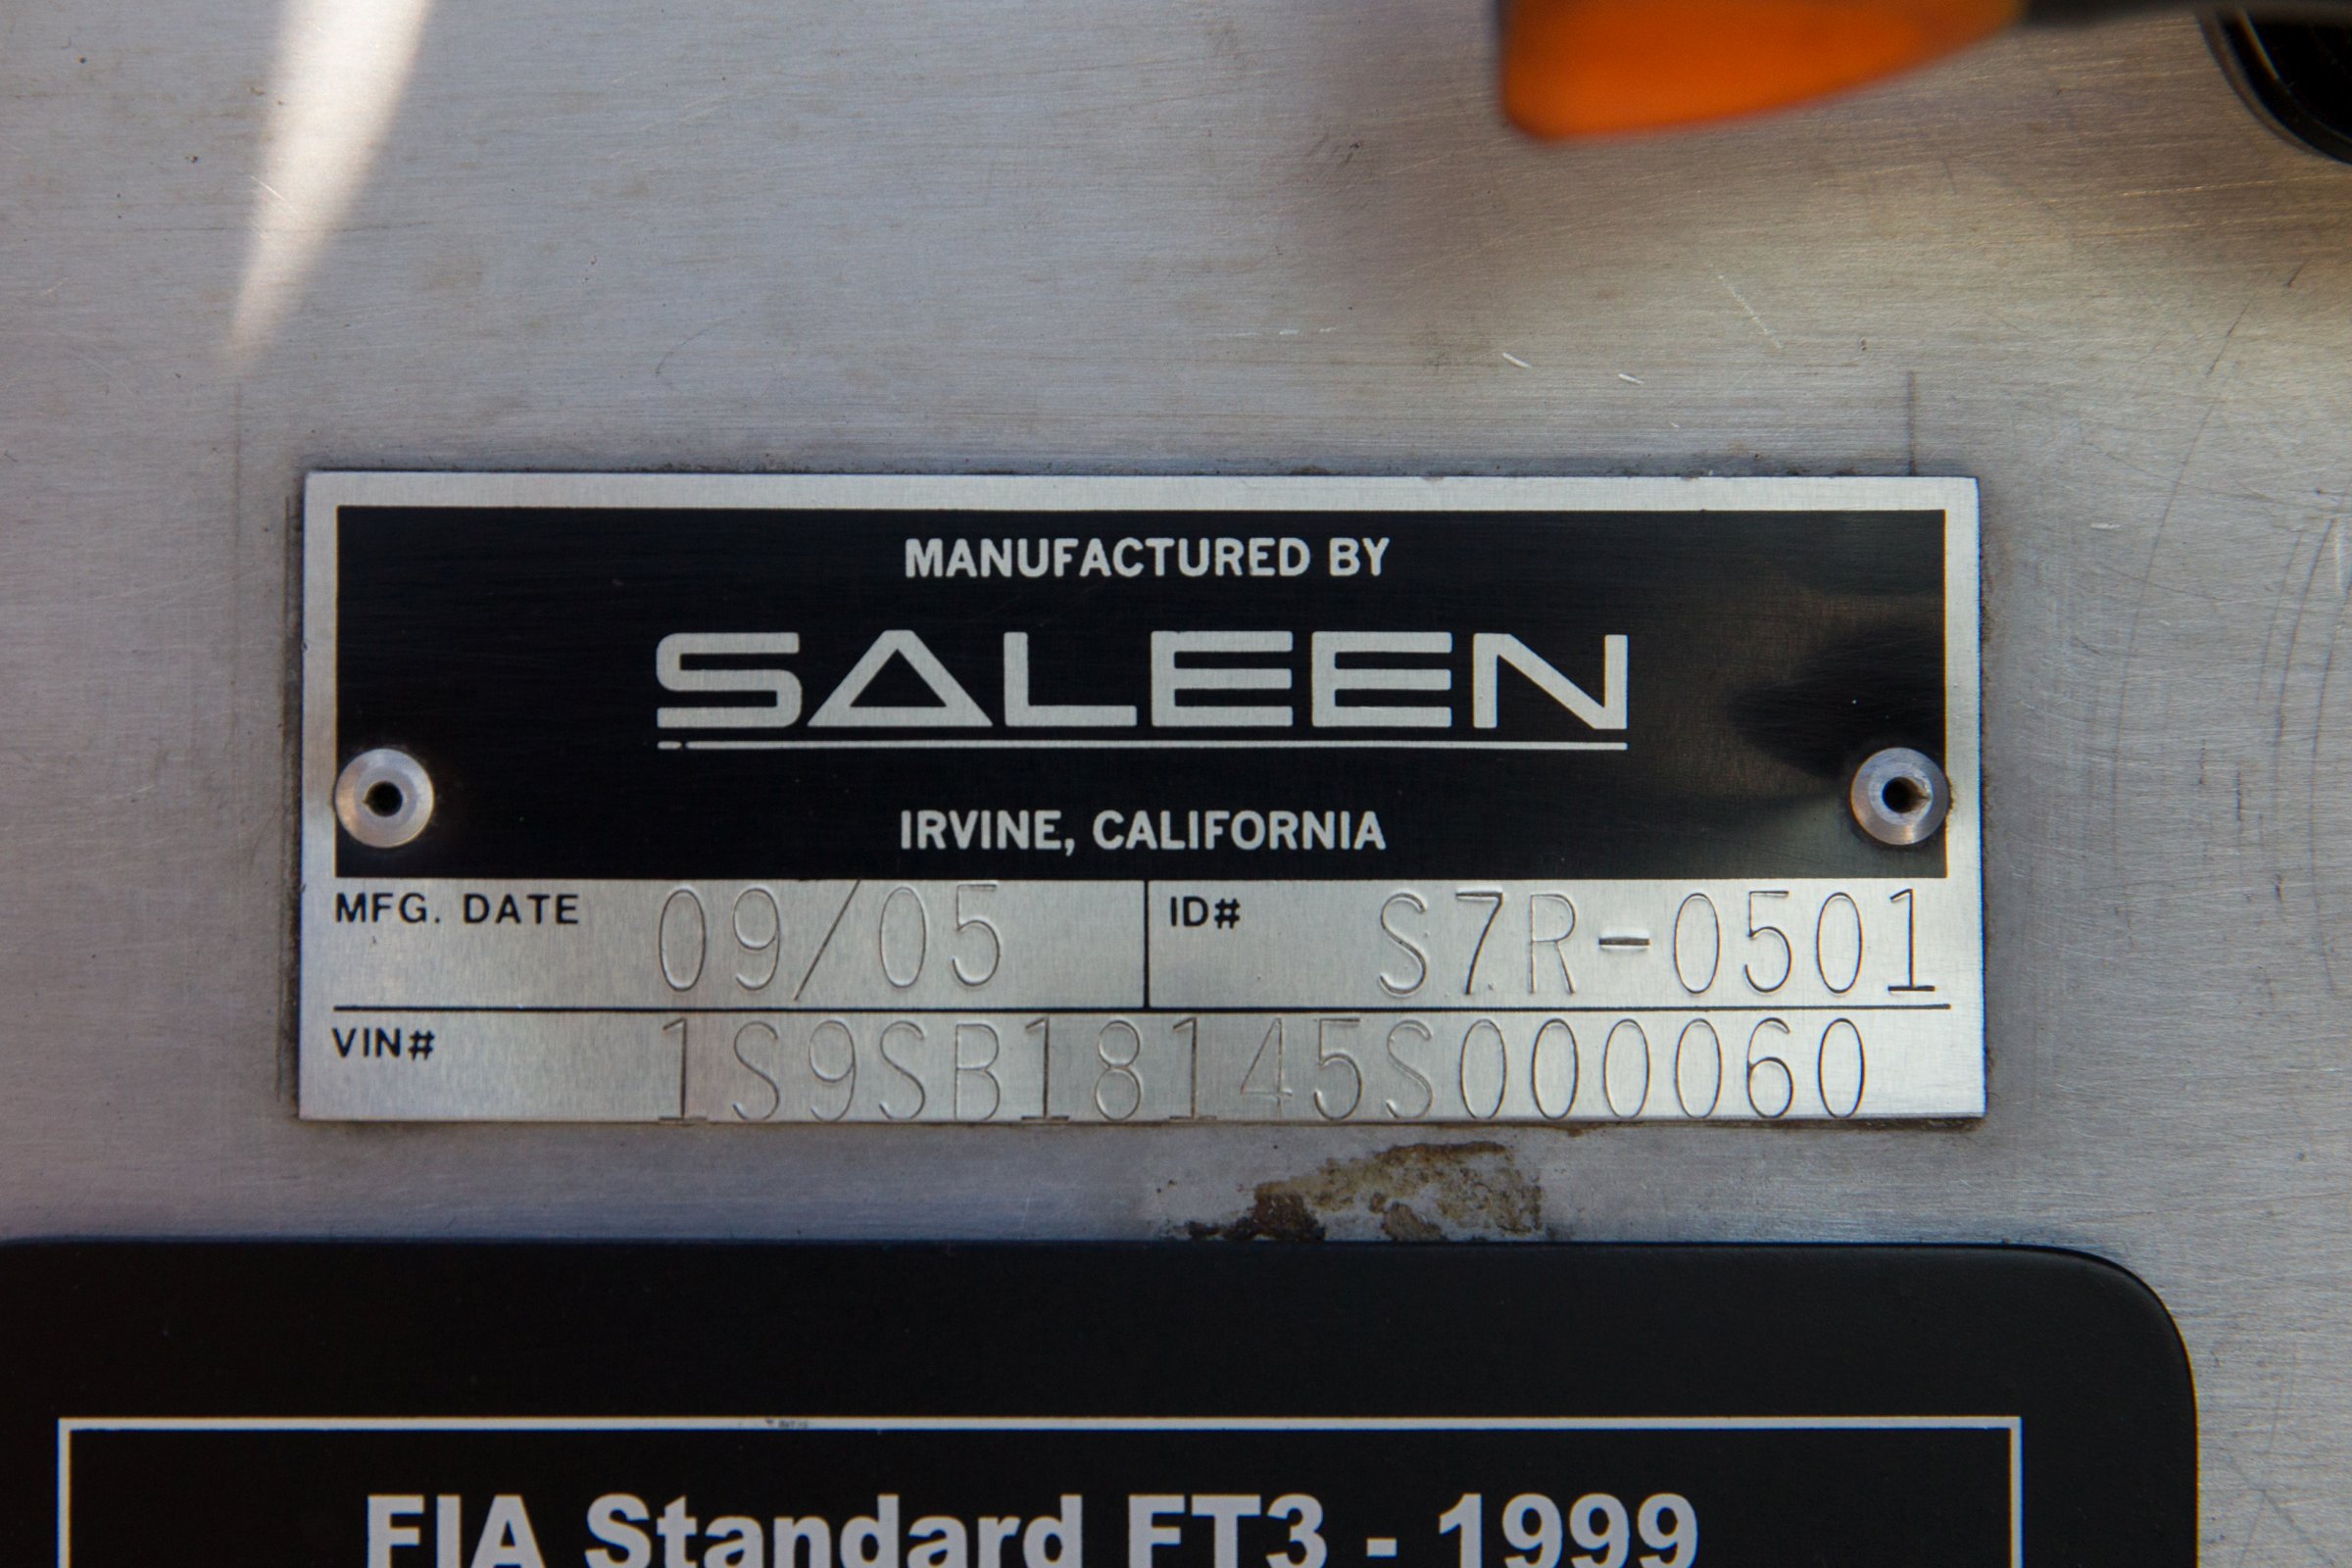 MANUFACTURED BY
SALEEN
IRVINE, CALIFORNIA
MFG. DATE 09/05 ID# S7R-0501
VIN# 1S9SB18145S000060
FIA Standard FT3 - 1999